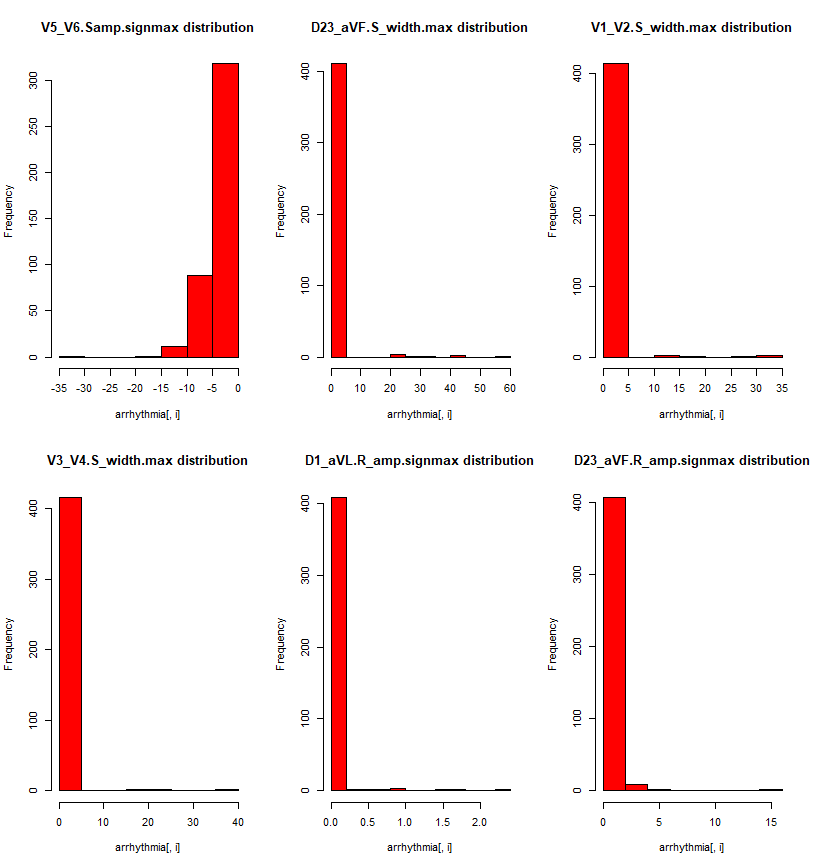 V5_V6.Samp.signmax distribution
Frequency
0 50 100 150 200 250 300
-35 -30 -25 -20 -15 -10 -5 0
arrhythmia[, i]
D23_aVF.S_width.max distribution
Frequency
0 100 200 300 400
0 10 20 30 40 50 60
arrhythmia[, i]
V1_V2.S_width.max distribution
Frequency
0 100 200 300 400
0 5 10 15 20 25 30 35
arrhythmia[, i]
V3_V4.S_width.max distribution
Frequency
0 100 200 300 400
0 10 20 30 40
arrhythmia[, i]
D1_aVL.R_amp.signmax distribution
Frequency
0 100 200 300 400
0.0 0.5 1.0 1.5 2.0
arrhythmia[, i]
D23_aVF.R_amp.signmax distribution
Frequency
0 100 200 300 400
0 5 10 15
arrhythmia[, i]